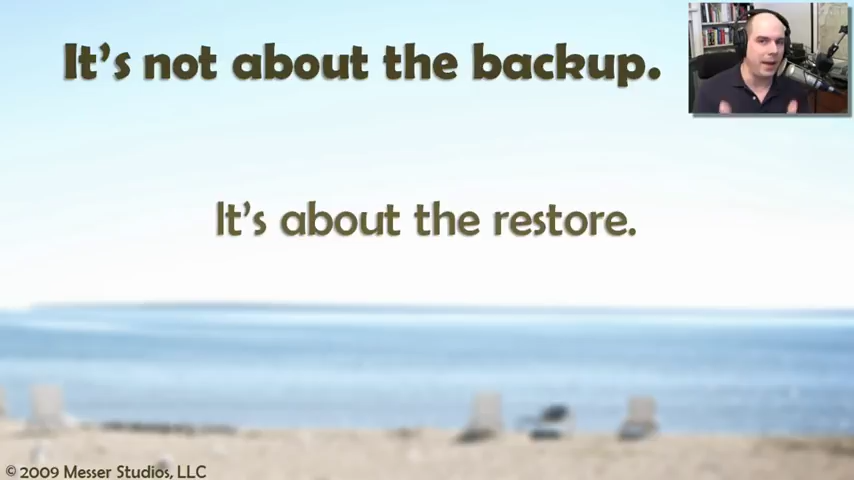 It's not about the backup.
It's about the restore.
© 2009 Messer Studios, LLC